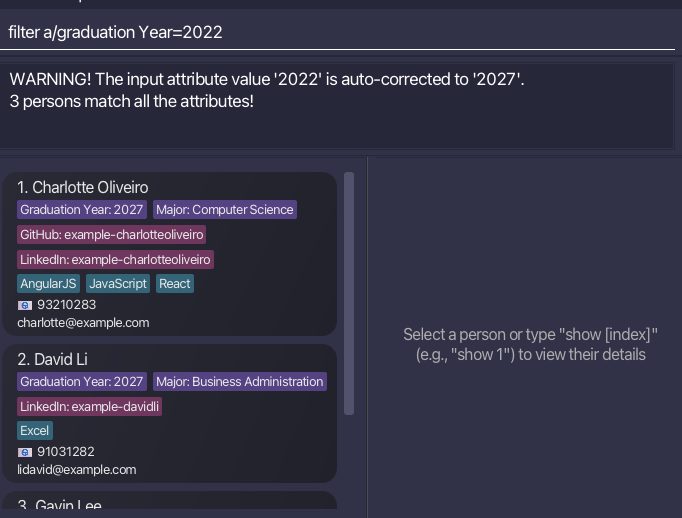 filter a/graduation Year=2022
WARNING! The input attribute value '2022' is auto-corrected to '2027'.
3 persons match all the attributes!
1. Charlotte Oliveiro
Graduation Year: 2027 Major: Computer Science
GitHub: example-charlotteoliveiro
LinkedIn: example-charlotteoliveiro
AngularJS JavaScript React
93210283
charlotte@example.com
2. David Li
Graduation Year: 2027 Major: Business Administration
LinkedIn: example-davidli
Excel
91031282
lidavid@example.com
3. Gavin Lee
Select a person or type "show [index]"
(e.g., "show 1") to view their details